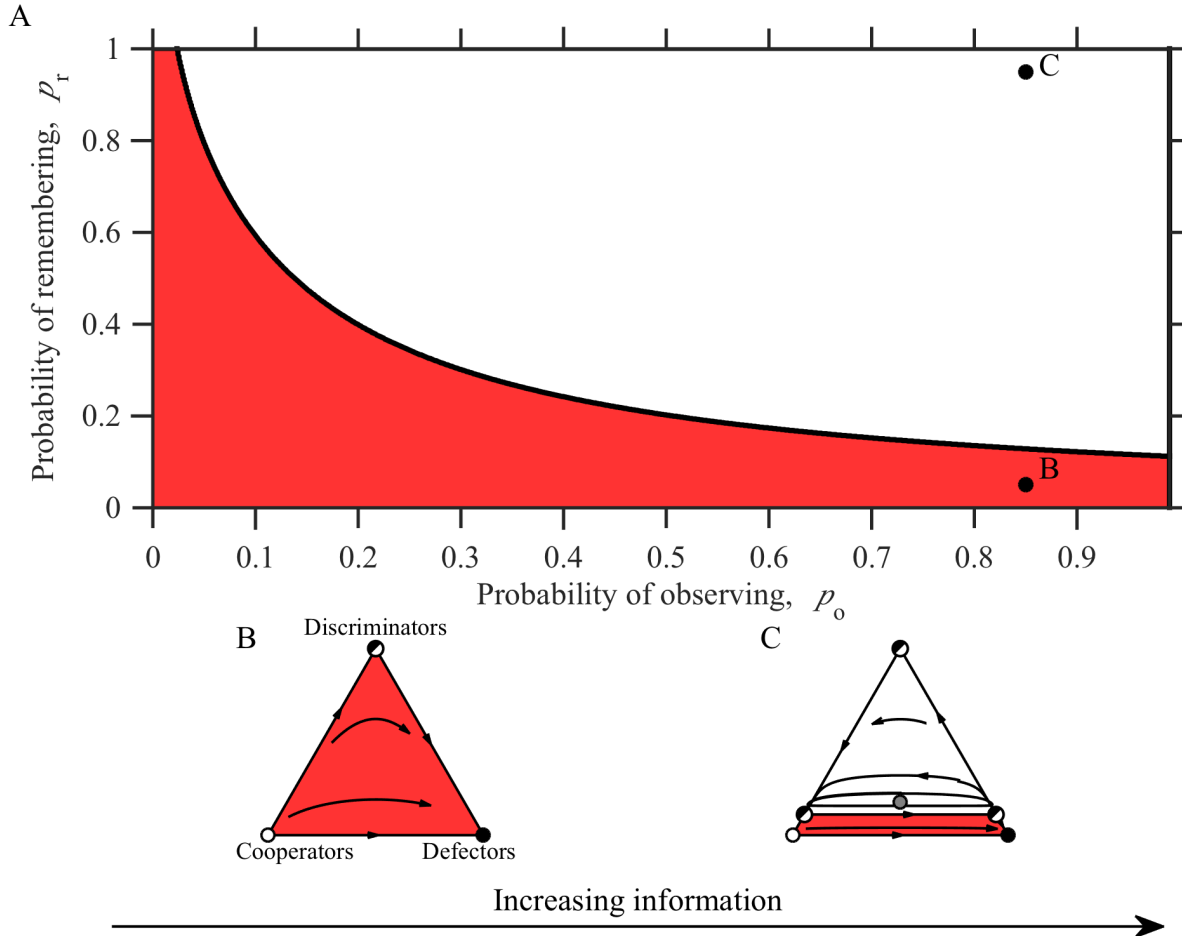 A
Probability of remembering, p_r
1
0.8
0.6
0.4
0.2
0
C
B
0 0.1 0.2 0.3 0.4 0.5 0.6 0.7 0.8 0.9
Probability of observing, p_o
B
Discriminators
Cooperators Defectors
C
Increasing information